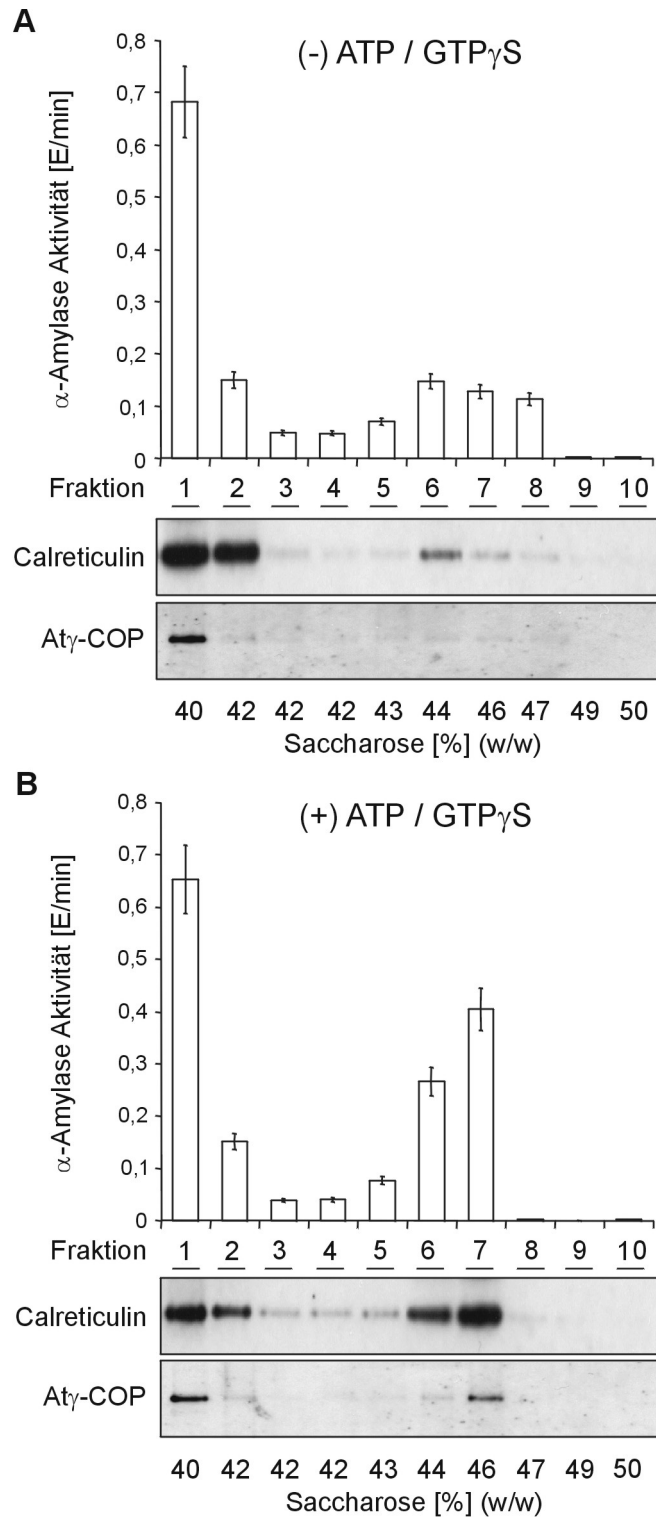 A
(-) ATP / GTPγS
α-Amylase Aktivität [E/min]
0,8
0,7
0,6
0,5
0,4
0,3
0,2
0,1
0
Fraktion 1 2 3 4 5 6 7 8 9 10
Calreticulin
Atγ-COP
40 42 42 42 43 44 46 47 49 50
Saccharose [%] (w/w)
B
(+) ATP / GTPγS
α-Amylase Aktivität [E/min]
0,8
0,7
0,6
0,5
0,4
0,3
0,2
0,1
0
Fraktion 1 2 3 4 5 6 7 8 9 10
Calreticulin
Atγ-COP
40 42 42 42 43 44 46 47 49 50
Saccharose [%] (w/w)